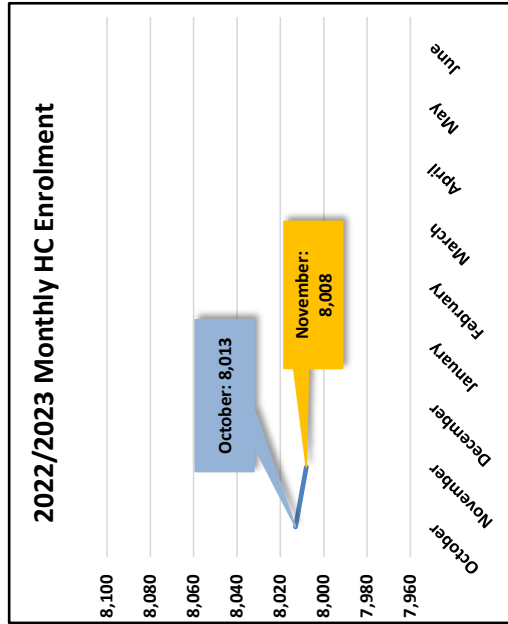 2022/2023 Monthly HC Enrolment
8,100
8,080
8,060
8,040
8,020
8,000
7,980
7,960
October: 8,013
November:
8,008
October
November
December
January
February
March
April
May
June